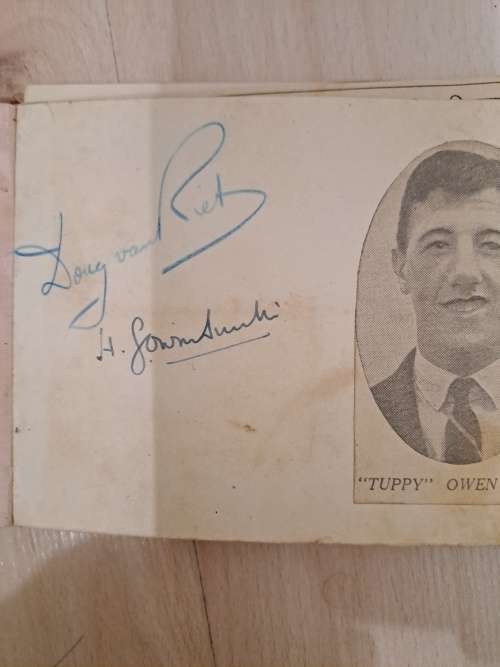 Doug van Riet
H.
"TUPPY" OWEN